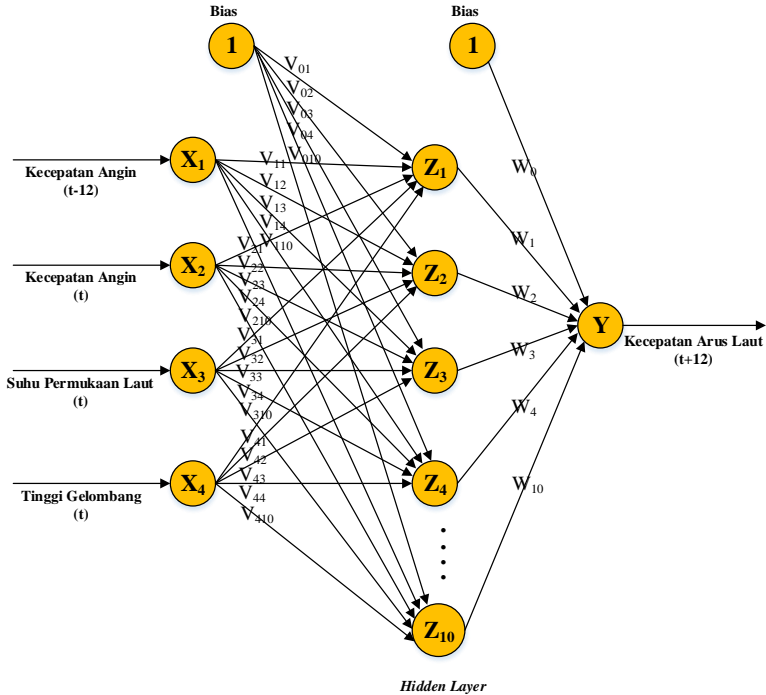 Bias
Bias
1
1
V01
V02
V03
V04
V010
X1
Kecepatan Angin
(t-12)
V11
V12
V13
V14
V110
Z1
W0
W1
X2
Kecepatan Angin
(t)
V21
V22
V23
V24
V210
Z2
W2
Y
Kecepatan Arus Laut
(t+12)
X3
Suhu Permukaan Laut
(t)
V31
V32
V33
V34
V310
Z3
W3
W4
X4
Tinggi Gelombang
(t)
V41
V42
V43
V44
V410
Z4
W10
Z10
Hidden Layer